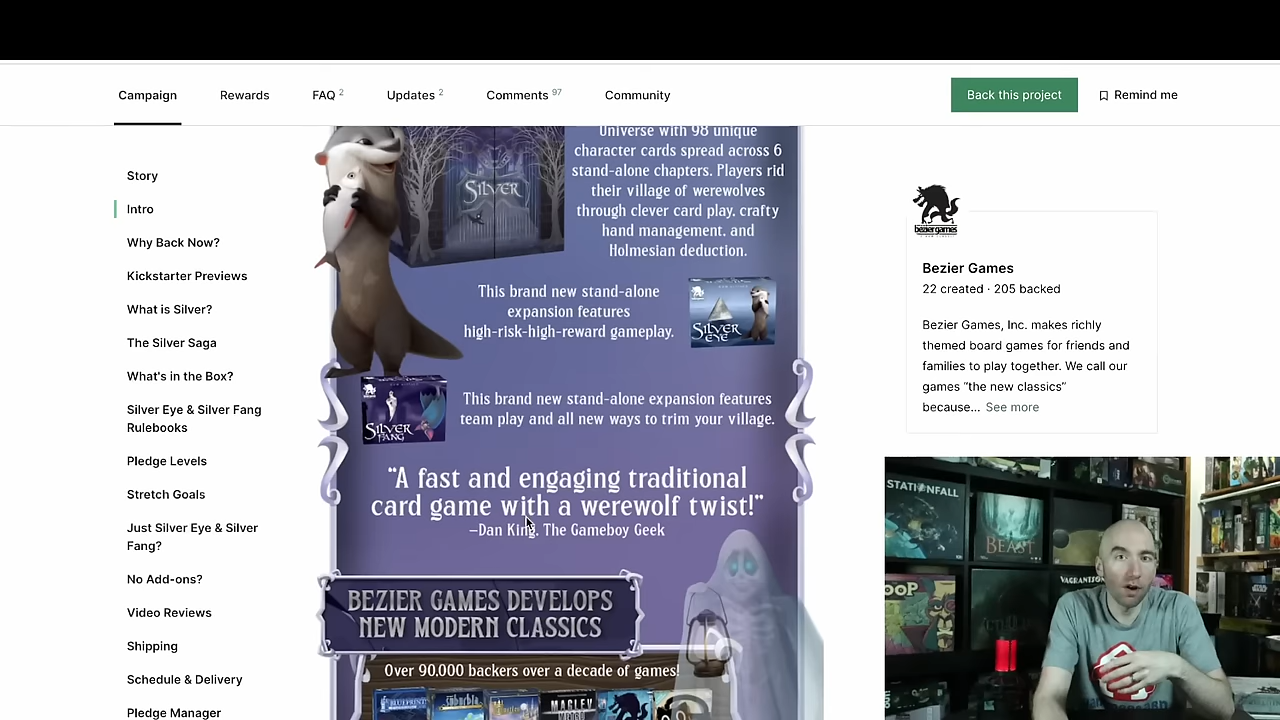 Campaign
Rewards
FAQ 2
Updates 2
Comments 97
Community
Back this project
Remind me
Story
Intro
Why Back Now?
Kickstarter Previews
What is Silver?
The Silver Saga
What's in the Box?
Silver Eye & Silver Fang
Rulebooks
Pledge Levels
Stretch Goals
Just Silver Eye & Silver
Fang?
No Add-ons?
Video Reviews
Shipping
Schedule & Delivery
Pledge Manager
SILVER
Universe with 98 unique
character cards spread across 6
stand-alone chapters. Players rid
their village of werewolves
through clever card play, crafty
hand management, and
Holmesian deduction.
This brand new stand-alone
expansion features
high-risk-high-reward gameplay.
SILVER
EYE
SILVER
FANG
This brand new stand-alone expansion features
team play and all new ways to trim your village.
“A fast and engaging traditional
card game with a werewolf twist!”
—Dan King, The Gameboy Geek
BEZIER GAMES DEVELOPS
NEW MODERN CLASSICS
Over 90,000 backers over a decade of games!
MAGLEV
bezier games
Bezier Games
22 created · 205 backed
Bezier Games, Inc. makes richly
themed board games for friends and
families to play together. We call our
games “the new classics”
because... See more
STATIONFALL
BEAST